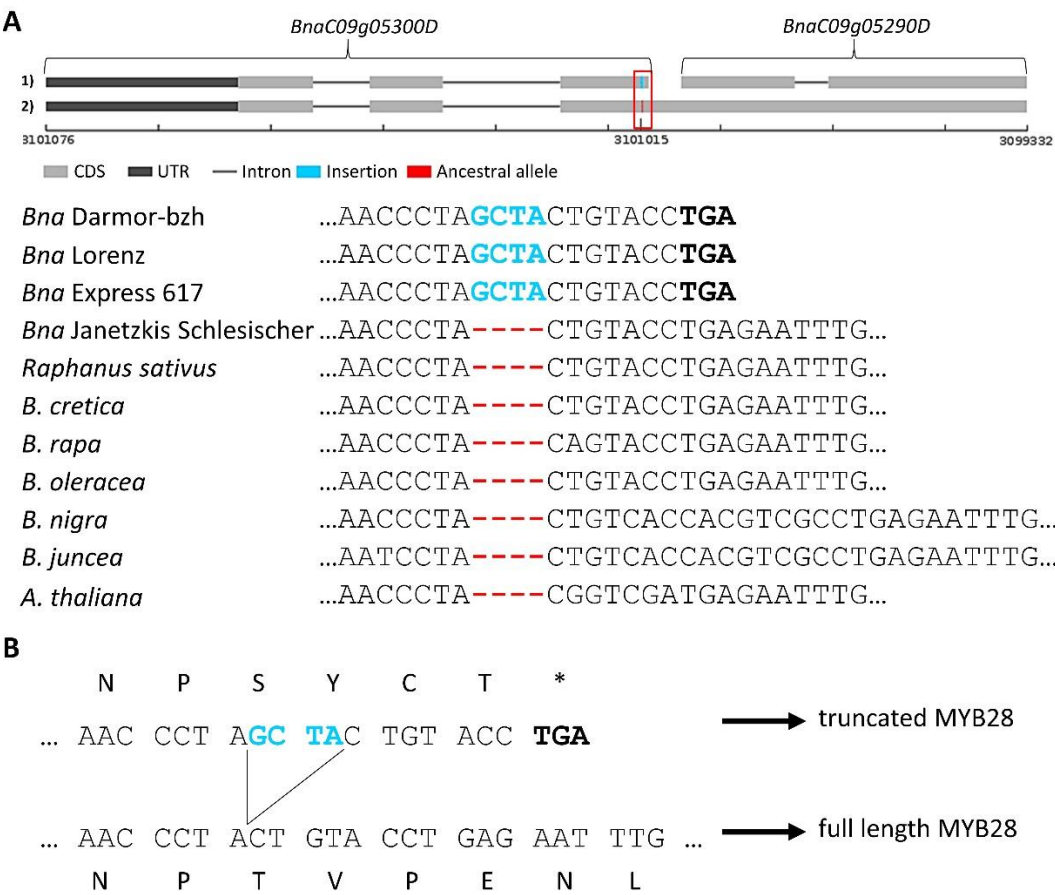 A
BnaC09g05300D BnaC09g05290D
1)
2)
3101076 3101015 3099332
CDS UTR Intron Insertion Ancestral allele
Bna Darmor-bzh ...AACCCTAGCTACTGTACCTGA
Bna Lorenz ...AACCCTAGCTACTGTACCTGA
Bna Express 617 ...AACCCTAGCTACTGTACCTGA
Bna Janetzkis Schlesischer ...AACCCTA----CTGTACCTGAGAATTTG...
Raphanus sativus ...AACCCTA----CTGTACCTGAGAATTTG...
B. cretica ...AACCCTA----CTGTACCTGAGAATTTG...
B. rapa ...AACCCTA----CAGTACCTGAGAATTTG...
B. oleracea ...AACCCTA----CTGTACCTGAGAATTTG...
B. nigra ...AACCCTA----CTGTCACCACGTCGCCTGAGAATTTG...
B. juncea ...AATCCTA----CTGTCACCACGTCGCCTGAGAATTTG...
A. thaliana ...AACCCTA----CGGTCGATGAGAATTTG...
B
N P S Y C T *
... AAC CCT AGC TAC TGT ACC TGA truncated MYB28
... AAC CCT ACT GTA CCT GAG AAT TTG ... full length MYB28
N P T V P E N L